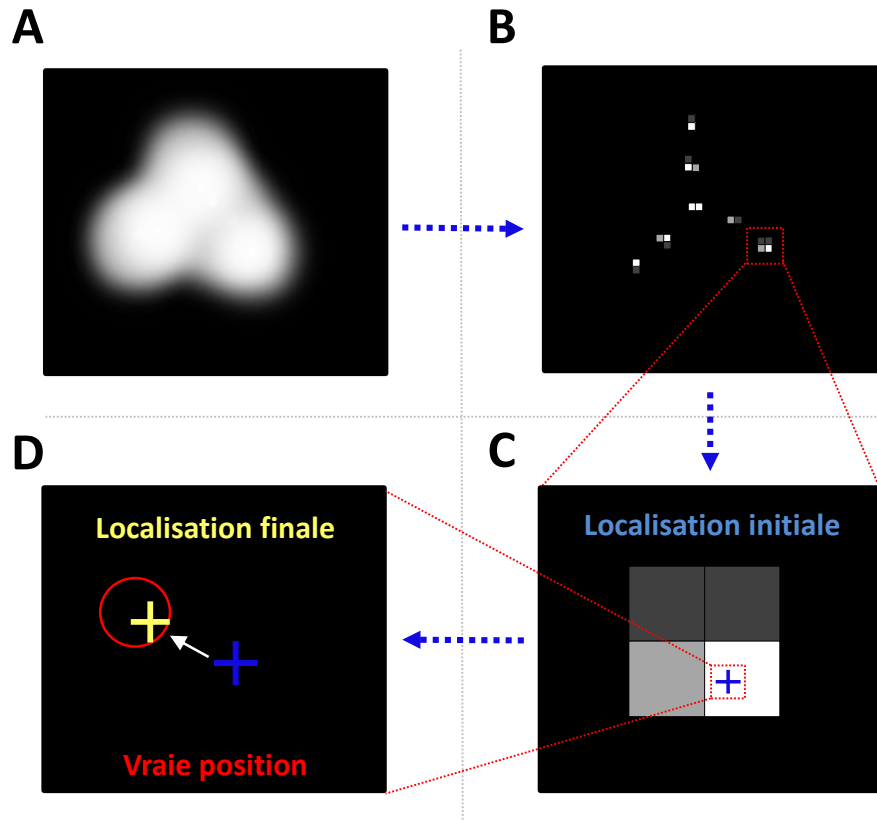 A
B
D
C
Localisation finale
Localisation initiale
Vraie position